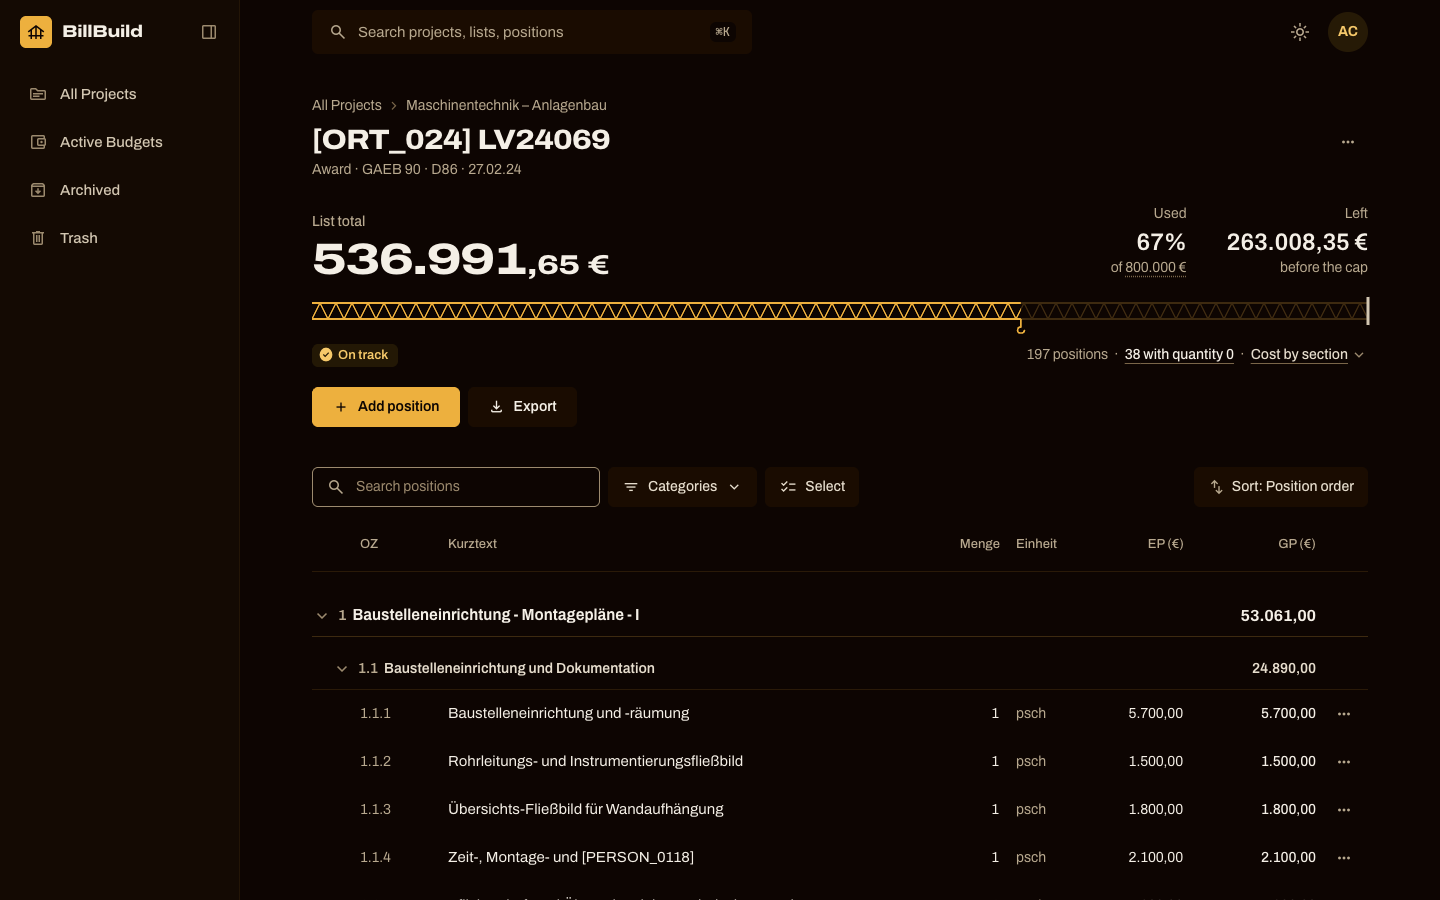 BillBuild
Search projects, lists, positions
⌘K
AC
All Projects
Active Budgets
Archived
Trash
All Projects › Maschinentechnik – Anlagenbau
[ORT_024] LV24069
Award · GAEB 90 · D86 · 27.02.24
List total
536.991,65 €
Used
67%
of 800.000 €
Left
263.008,35 €
before the cap
On track
197 positions · 38 with quantity 0 · Cost by section
Add position
Export
Search positions
Categories
Select
Sort: Position order
OZ Kurztext Menge Einheit EP (€) GP (€)
1 Baustelleneinrichtung - Montagepläne - I 53.061,00
1.1 Baustelleneinrichtung und Dokumentation 24.890,00
1.1.1 Baustelleneinrichtung und -räumung 1 psch 5.700,00 5.700,00
1.1.2 Rohrleitungs- und Instrumentierungsfließbild 1 psch 1.500,00 1.500,00
1.1.3 Übersichts-Fließbild für Wandaufhängung 1 psch 1.800,00 1.800,00
1.1.4 Zeit-, Montage- und [PERSON_0118] 1 psch 2.100,00 2.100,00